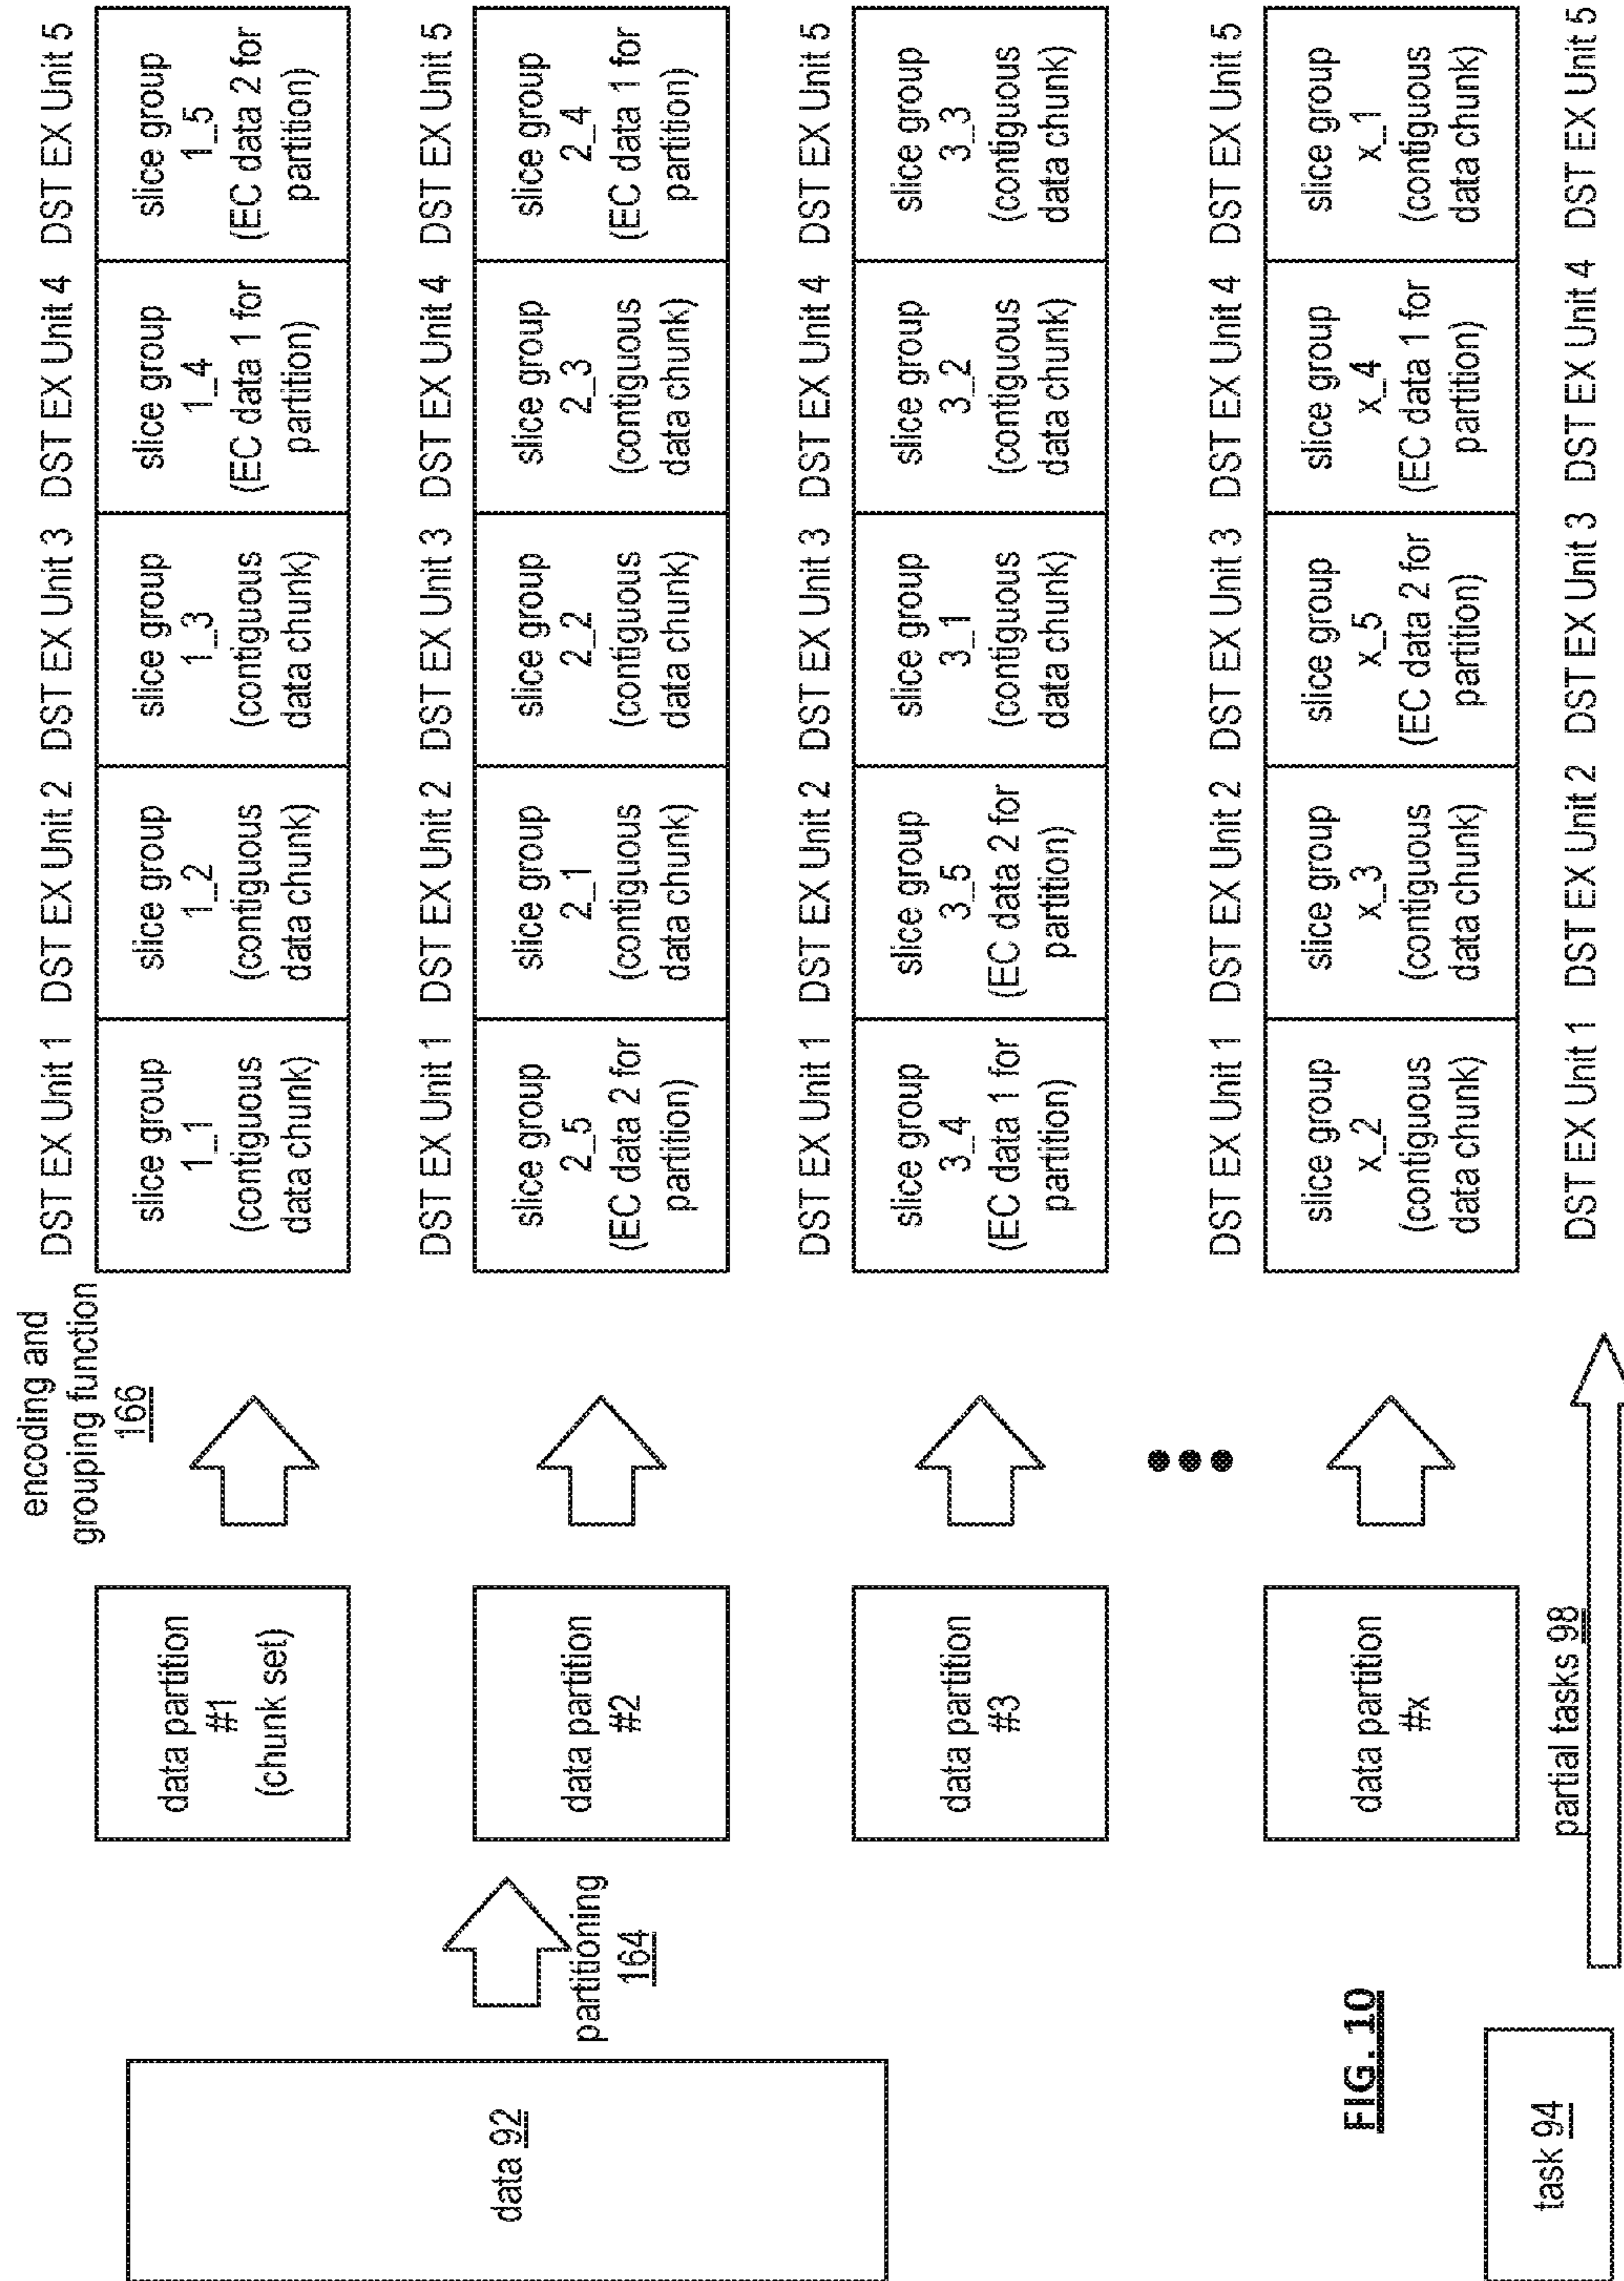 data 92
partitioning
164
data partition
#1
(chunk set)
data partition
#2
data partition
#3
data partition
#x
encoding and
grouping function
166
DST EX Unit 1 DST EX Unit 2 DST EX Unit 3 DST EX Unit 4 DST EX Unit 5
slice group
1_1
(contiguous
data chunk)
slice group
1_2
(contiguous
data chunk)
slice group
1_3
(contiguous
data chunk)
slice group
1_4
(EC data 1 for
partition)
slice group
1_5
(EC data 2 for
partition)
DST EX Unit 1 DST EX Unit 2 DST EX Unit 3 DST EX Unit 4 DST EX Unit 5
slice group
2_5
(EC data 2 for
partition)
slice group
2_1
(contiguous
data chunk)
slice group
2_2
(contiguous
data chunk)
slice group
2_3
(contiguous
data chunk)
slice group
2_4
(EC data 1 for
partition)
DST EX Unit 1 DST EX Unit 2 DST EX Unit 3 DST EX Unit 4 DST EX Unit 5
slice group
3_4
(EC data 1 for
partition)
slice group
3_5
(EC data 2 for
partition)
slice group
3_1
(contiguous
data chunk)
slice group
3_2
(contiguous
data chunk)
slice group
3_3
(contiguous
data chunk)
DST EX Unit 1 DST EX Unit 2 DST EX Unit 3 DST EX Unit 4 DST EX Unit 5
slice group
x_2
(contiguous
data chunk)
slice group
x_3
(contiguous
data chunk)
slice group
x_5
(EC data 2 for
partition)
slice group
x_4
(EC data 1 for
partition)
slice group
x_1
(contiguous
data chunk)
FIG. 10
task 94
partial tasks 98
DST EX Unit 1 DST EX Unit 2 DST EX Unit 3 DST EX Unit 4 DST EX Unit 5